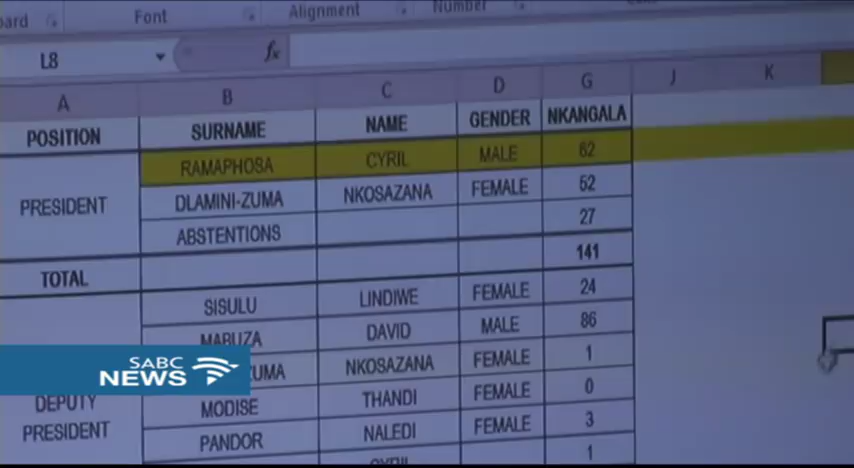 Font
Alignment
Number
L8
fx
A B C D G J K
POSITION SURNAME NAME GENDER NKANGALA
RAMAPHOSA CYRIL MALE 62
PRESIDENT DLAMINI-ZUMA NKOSAZANA FEMALE 52
ABSTENTIONS 27
141
TOTAL
SISULU LINDIWE FEMALE 24
MABUZA DAVID MALE 86
ZUMA NKOSAZANA FEMALE 1
SABC
NEWS
DEPUTY
PRESIDENT
MODISE THANDI FEMALE 0
PANDOR NALEDI FEMALE 3
CYRIL 1